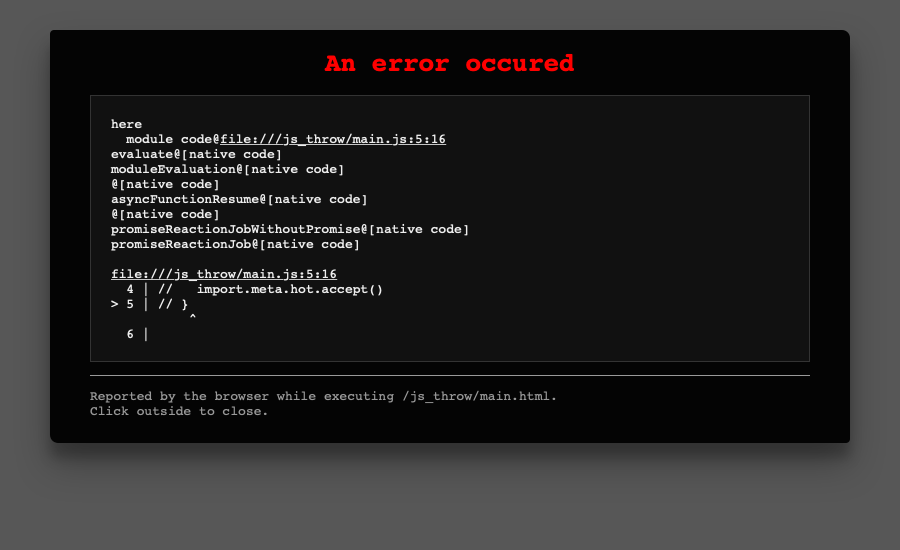 An error occured
here
  module code@file:///js_throw/main.js:5:16
evaluate@[native code]
moduleEvaluation@[native code]
@[native code]
asyncFunctionResume@[native code]
@[native code]
promiseReactionJobWithoutPromise@[native code]
promiseReactionJob@[native code]

file:///js_throw/main.js:5:16
  4 | //   import.meta.hot.accept()
> 5 | // }
          ^
  6 |
Reported by the browser while executing /js_throw/main.html.
Click outside to close.